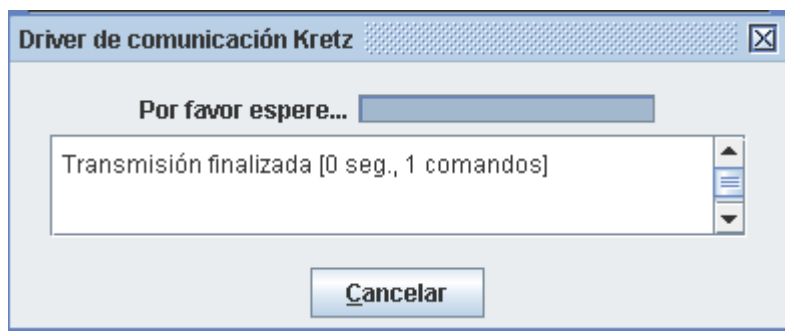 Driver de comunicación Kretz
Por favor espere...
Transmisión finalizada [0 seg., 1 comandos]
Cancelar